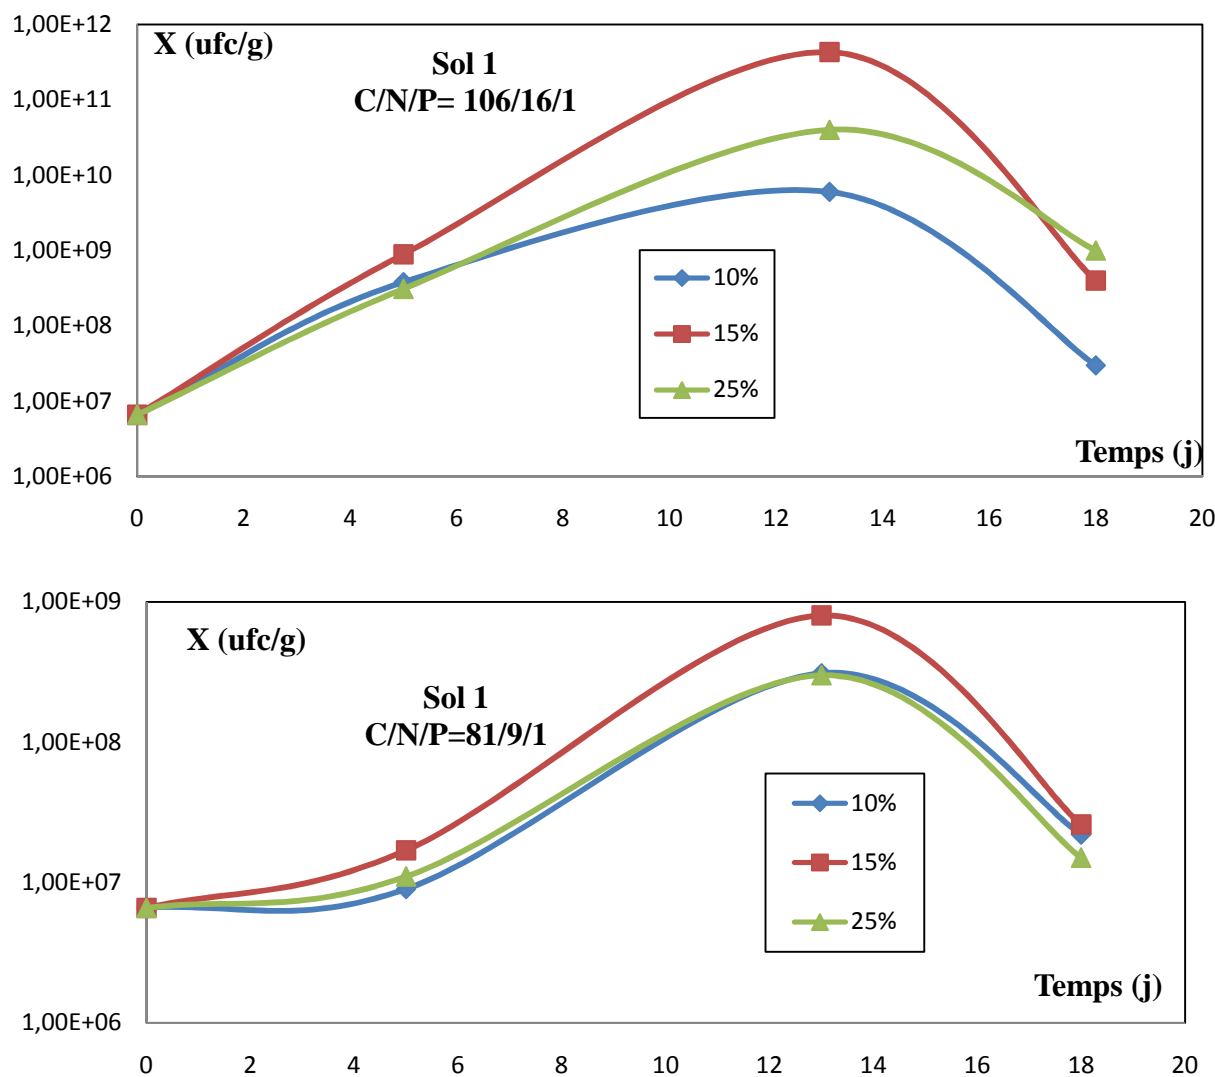 1,00E+12
X (ufc/g)
Sol 1
C/N/P= 106/16/1
1,00E+11
1,00E+10
1,00E+09
10%
1,00E+08
15%
25%
1,00E+07
Temps (j)
1,00E+06
0 2 4 6 8 10 12 14 16 18 20
1,00E+09
X (ufc/g)
Sol 1
C/N/P=81/9/1
1,00E+08
10%
15%
1,00E+07
25%
Temps (j)
1,00E+06
0 2 4 6 8 10 12 14 16 18 20